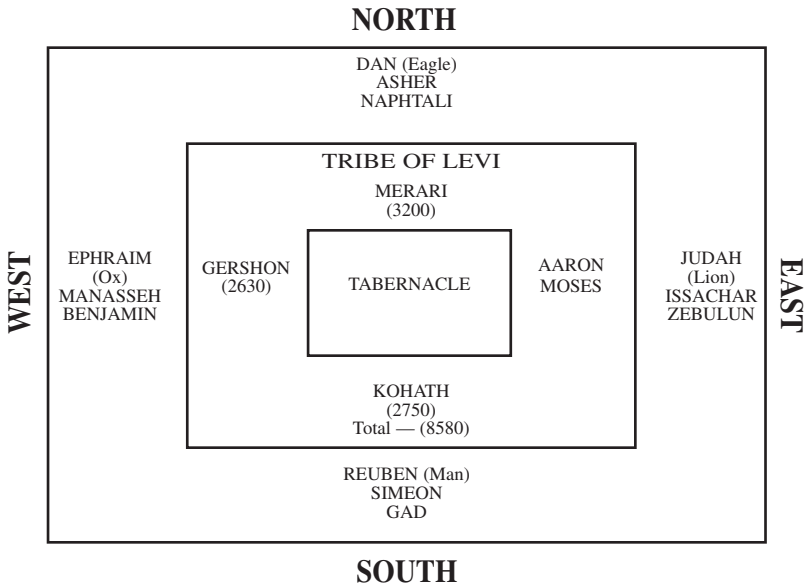 NORTH
DAN (Eagle)
ASHER
NAPHTALI
TRIBE OF LEVI
MERARI
(3200)
WEST
EPHRAIM
(Ox)
MANASSEH
BENJAMIN
GERSHON
(2630)
TABERNACLE
AARON
MOSES
JUDAH
(Lion)
ISSACHAR
ZEBULUN
EAST
KOHATH
(2750)
Total — (8580)
REUBEN (Man)
SIMEON
GAD
SOUTH